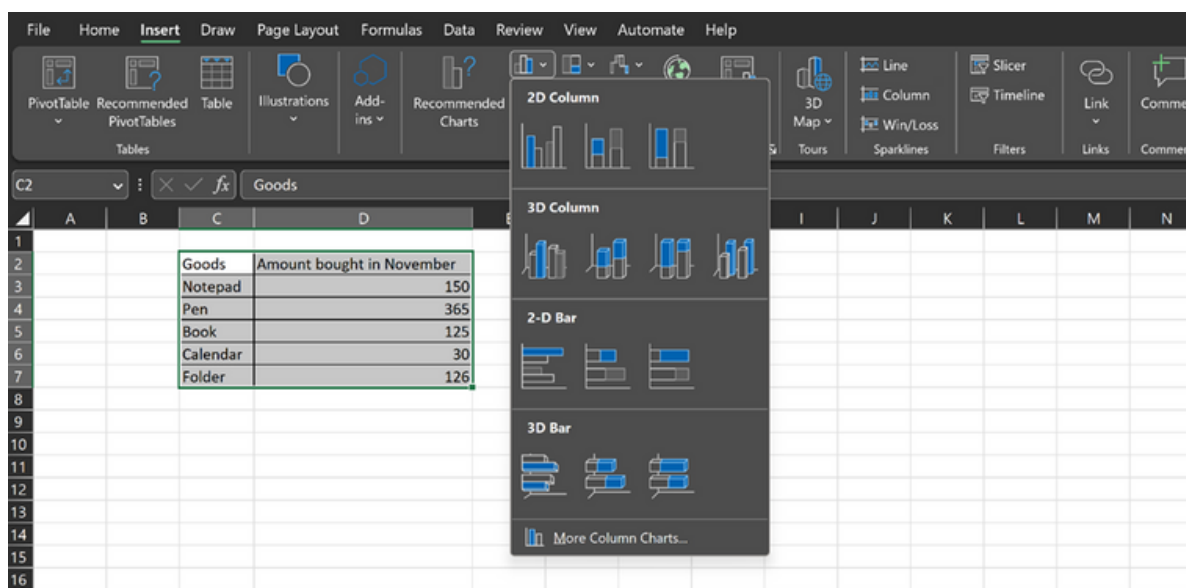 File Home Insert Draw Page Layout Formulas Data Review View Automate Help
PivotTable
Recommended
PivotTables
Table
Tables
Illustrations
Add-
ins
Recommended
Charts
3D
Map
Tours
Line
Column
Win/Loss
Sparklines
Slicer
Timeline
Filters
Link
Links
Comme
Commer
C2 fx Goods
2D Column
3D Column
2-D Bar
3D Bar
More Column Charts...
A B C D I J K L M N
1
2 Goods Amount bought in November
3 Notepad 150
4 Pen 365
5 Book 125
6 Calendar 30
7 Folder 126
8
9
10
11
12
13
14
15
16